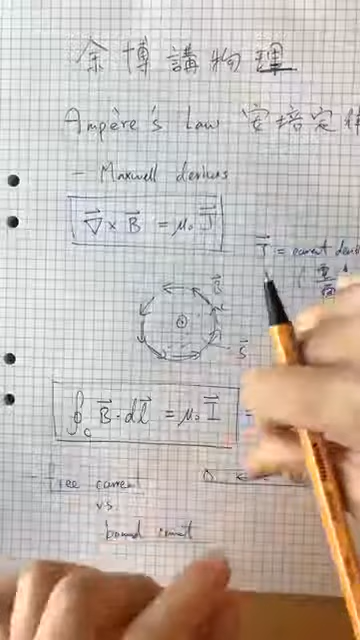 余博講物理
Ampère's Law 安培定律
- Maxwell derives
∇⃗ × B⃗ = μ₀ J⃗
J⃗ = current
B⃗
S⃗
∮c B⃗ · dl⃗ = μ₀ I⃗ =
free current
vs
bound current